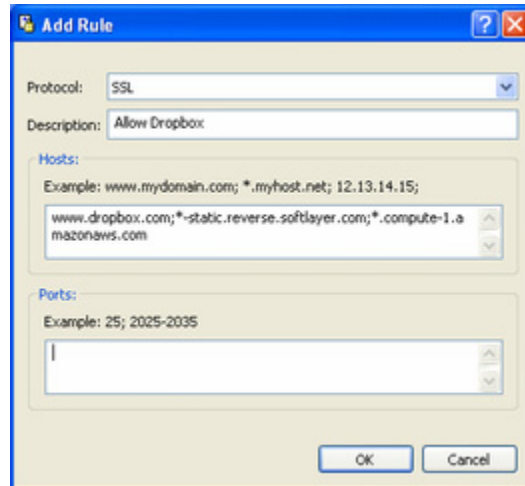 Add Rule
Protocol: SSL
Description: Allow Dropbox
Hosts:
Example: www.mydomain.com; *.myhost.net; 12.13.14.15;
www.dropbox.com;*-static.reverse.softlayer.com;*.compute-1.a
mazonaws.com
Ports:
Example: 25; 2025-2035
OK Cancel